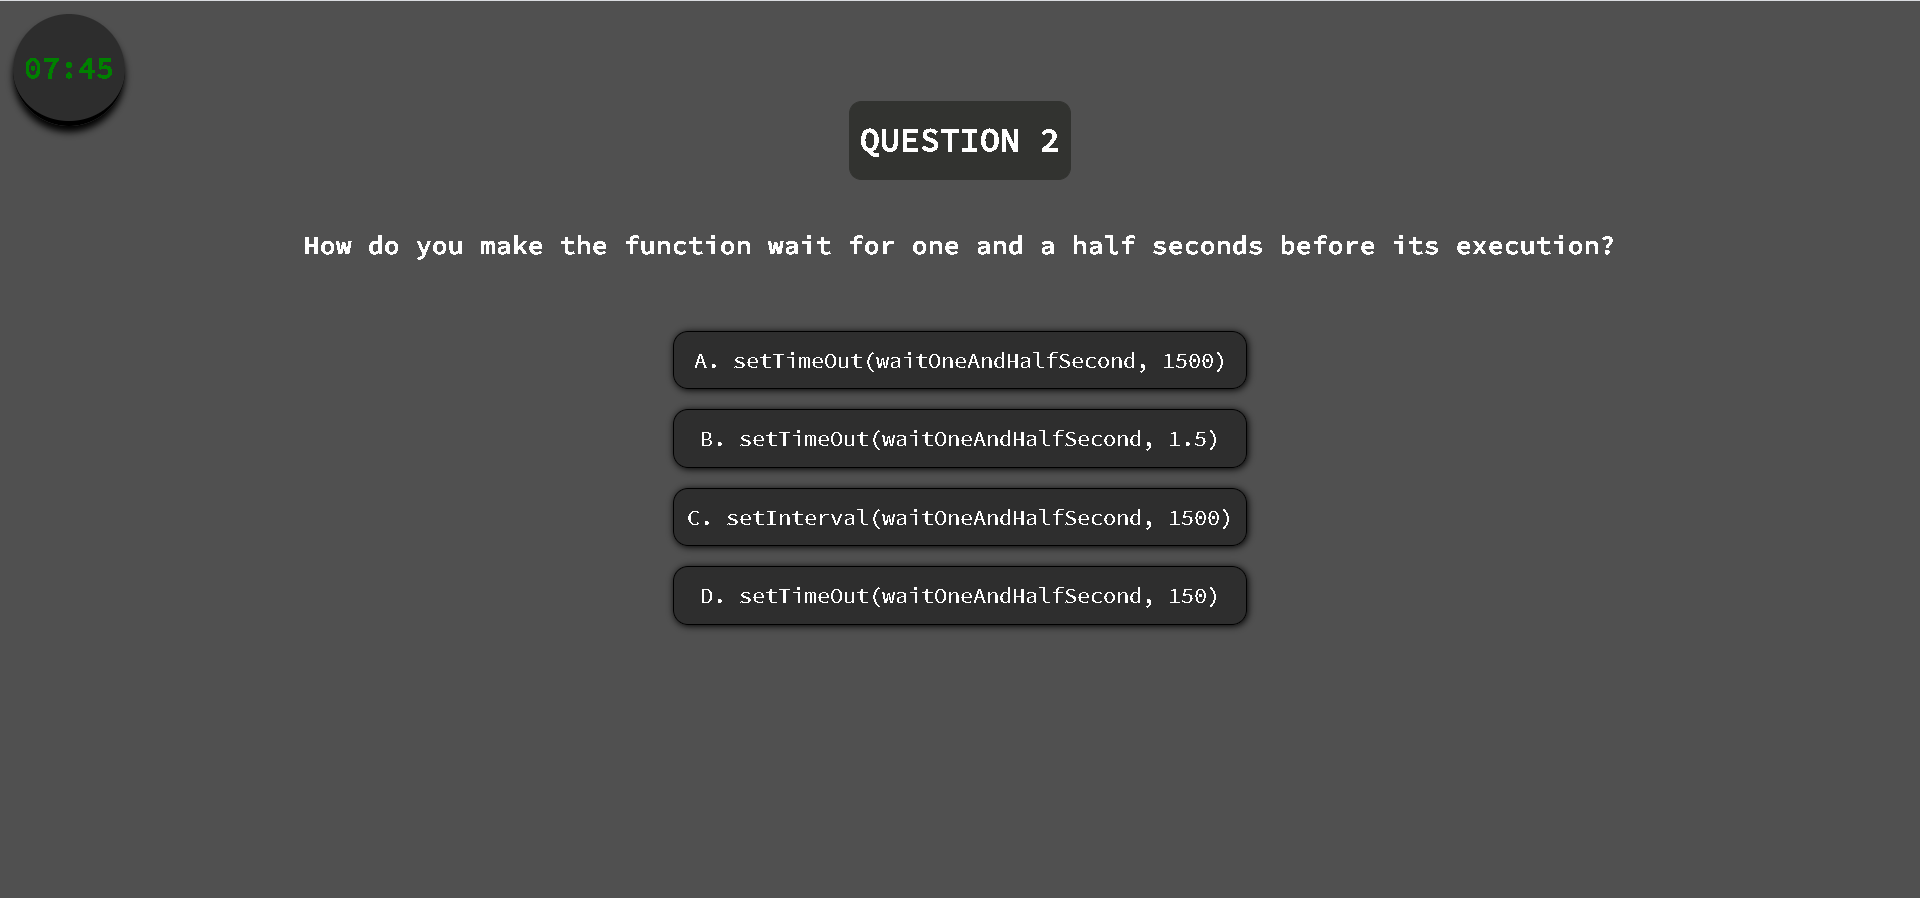 07:45
QUESTION 2
How do you make the function wait for one and a half seconds before its execution?
A. setTimeOut(waitOneAndHalfSecond, 1500)
B. setTimeOut(waitOneAndHalfSecond, 1.5)
C. setInterval(waitOneAndHalfSecond, 1500)
D. setTimeOut(waitOneAndHalfSecond, 150)